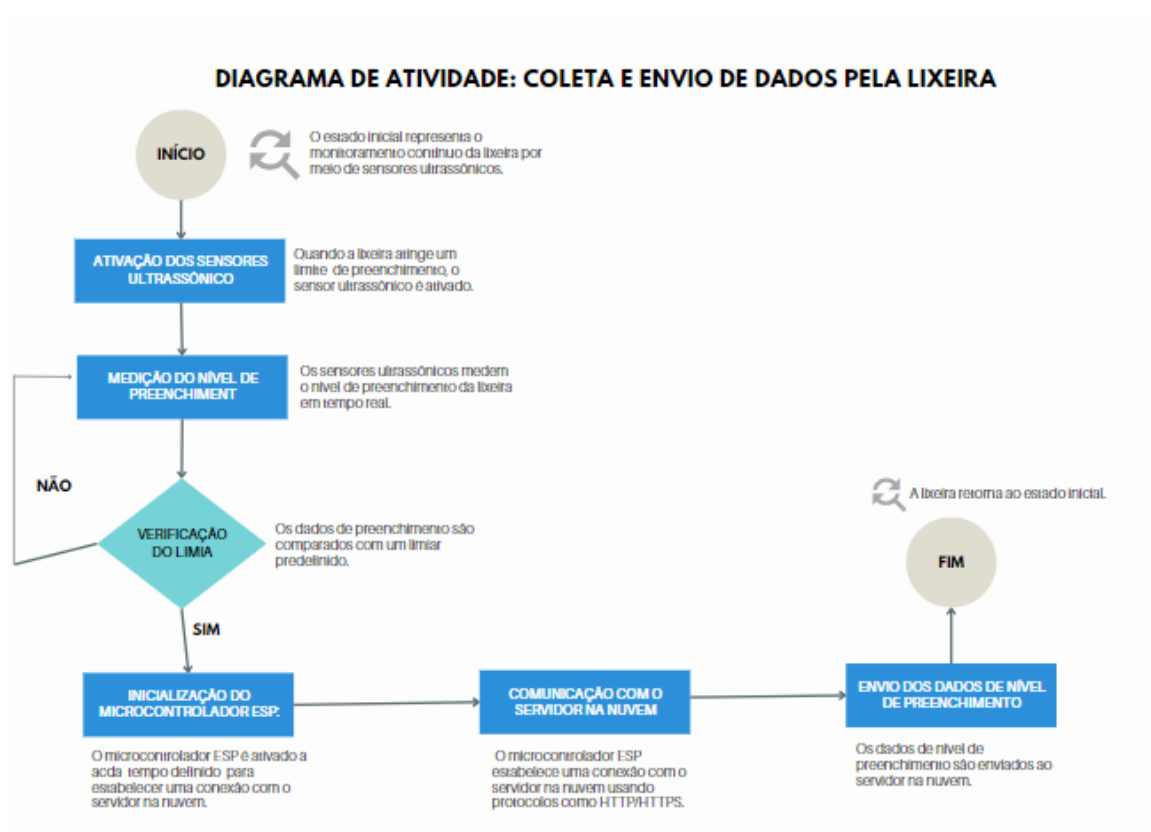 DIAGRAMA DE ATIVIDADE: COLETA E ENVIO DE DADOS PELA LIXEIRA
INÍCIO
O estado inicial representa o
monitoramento contínuo da lixeira por
meio de sensores ultrassônicos.
ATIVAÇÃO DOS SENSORES
ULTRASSÔNICO
Quando a lixeira atinge um
limite de preenchimento, o
sensor ultrassônico é ativado.
MEDIÇÃO DO NÍVEL DE
PREENCHIMENT
Os sensores ultrassônicos medem
o nível de preenchimento da lixeira
em tempo real.
NÃO
VERIFICAÇÃO
DO LIMIA
Os dados de preenchimento são
comparados com um limiar
predefinido.
SIM
INICIALIZAÇÃO DO
MICROCONTROLADOR ESP:
O microcontrolador ESP é ativado a
acda tempo definido para
estabelecer uma conexão com o
servidor na nuvem.
COMUNICAÇÃO COM O
SERVIDOR NA NUVEM
O microcontrolador ESP
estabelece uma conexão com o
servidor na nuvem usando
protocolos como HTTP/HTTPS.
ENVIO DOS DADOS DE NÍVEL
DE PREENCHIMENTO
Os dados de nível de
preenchimento são enviados ao
servidor na nuvem.
A lixeira retorna ao estado inicial.
FIM